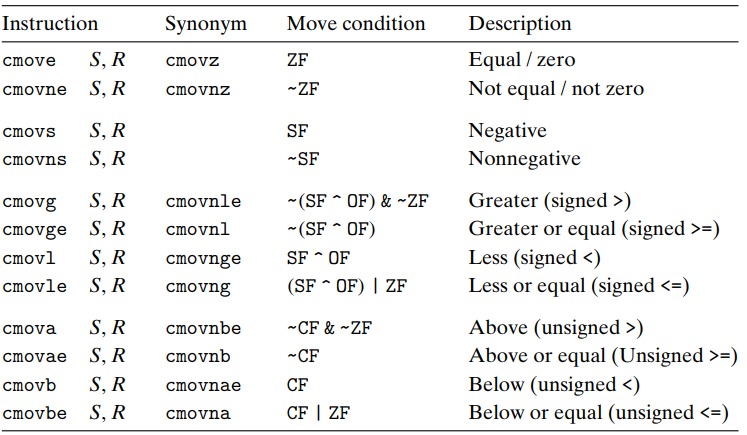 Instruction Synonym Move condition Description
cmove S, R cmovz ZF Equal / zero
cmovne S, R cmovnz ~ZF Not equal / not zero
cmovs S, R SF Negative
cmovns S, R ~SF Nonnegative
cmovg S, R cmovnle ~(SF ^ OF) & ~ZF Greater (signed >)
cmovge S, R cmovnl ~(SF ^ OF) Greater or equal (signed >=)
cmovl S, R cmovnge SF ^ OF Less (signed <)
cmovle S, R cmovng (SF ^ OF) | ZF Less or equal (signed <=)
cmova S, R cmovnbe ~CF & ~ZF Above (unsigned >)
cmovae S, R cmovnb ~CF Above or equal (Unsigned >=)
cmovb S, R cmovnae CF Below (unsigned <)
cmovbe S, R cmovna CF | ZF Below or equal (unsigned <=)